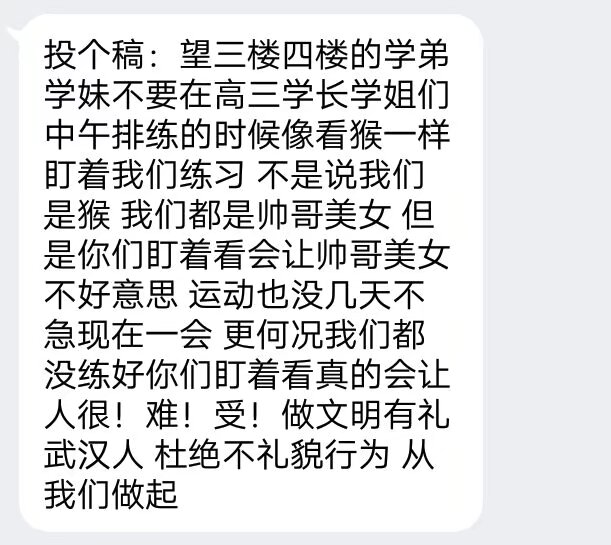 投个稿：望三楼四楼的学弟
学妹不要在高三学长学姐们
中午排练的时候像看猴一样
盯着我们练习 不是说我们
是猴 我们都是帅哥美女 但
是你们盯着看会让帅哥美女
不好意思 运动也没几天不
急现在一会 更何况我们都
没练好你们盯着看真的会让
人很！难！受！做文明有礼
武汉人 杜绝不礼貌行为 从
我们做起